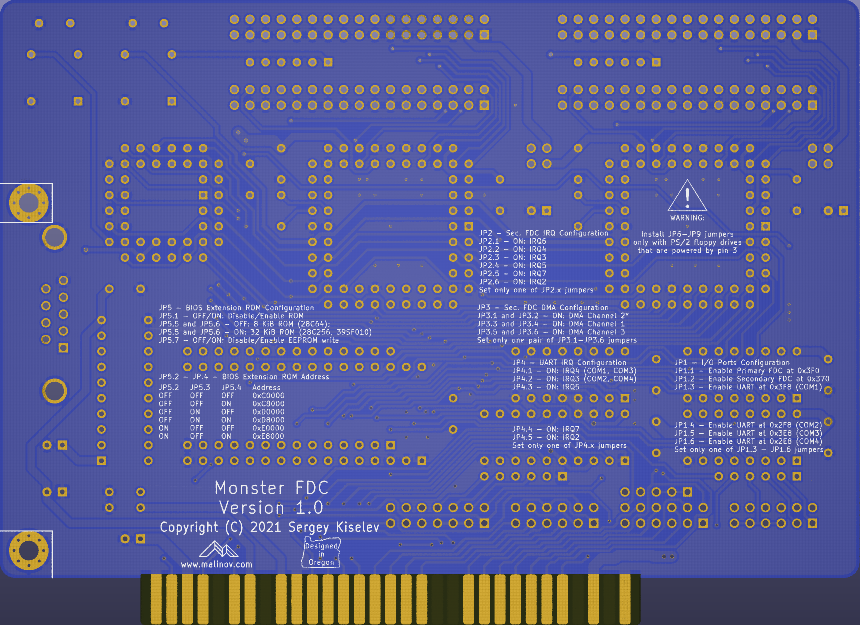 WARNING:
Install JP6-JP9 jumpers
only with PS/2 floppy drives
that are powered by pin 3
JP2 - Sec. FDC IRQ Configuration
JP2.1 - ON: IRQ6
JP2.2 - ON: IRQ4
JP2.3 - ON: IRQ3
JP2.4 - ON: IRQ5
JP2.5 - ON: IRQ7
JP2.6 - ON: IRQ2
Set only one of JP2.x jumpers
JP5 - BIOS Extension ROM Configuration
JP5.1 - OFF/ON: Disable/Enable ROM
JP5.5 and JP5.6 - OFF: 8 KiB ROM (28C64);
JP5.5 and JP5.6 - ON: 32 KiB ROM (28C256, 39SF010)
JP5.7 - OFF/ON: Disable/Enable EEPROM write
JP3 - Sec. FDC DMA Configuration
JP3.1 and JP3.2 - ON: DMA Channel 2*
JP3.3 and JP3.4 - ON: DMA Channel 1
JP3.5 and JP3.6 - ON: DMA Channel 3
Set only one pair of JP3.1-JP3.6 jumpers
JP5.2 - JP.4 - BIOS Extension ROM Address
JP5.2 JP5.3 JP5.4 Address
OFF OFF OFF 0xC0000
OFF OFF ON 0xC8000
OFF ON OFF 0xD0000
OFF ON ON 0xD8000
ON OFF OFF 0xE0000
ON OFF ON 0xE8000
JP4 - UART IRQ Configuration
JP4.1 - ON: IRQ4 (COM1, COM3)
JP4.2 - ON: IRQ3 (COM2, COM4)
JP4.3 - ON: IRQ5
JP4.4 - ON: IRQ7
JP4.5 - ON: IRQ2
Set only one of JP4.x jumpers
JP1 - I/O Ports Configuration
JP1.1 - Enable Primary FDC at 0x3F0
JP1.2 - Enable Secondary FDC at 0x370
JP1.3 - Enable UART at 0x3F8 (COM1)
JP1.4 - Enable UART at 0x2F8 (COM2)
JP1.5 - Enable UART at 0x3E8 (COM3)
JP1.6 - Enable UART at 0x2E8 (COM4)
Set only one of JP1.3 - JP1.6 jumpers
Monster FDC
Version 1.0
Copyright (C) 2021 Sergey Kiselev
www.malinov.com
Designed
in
Oregon